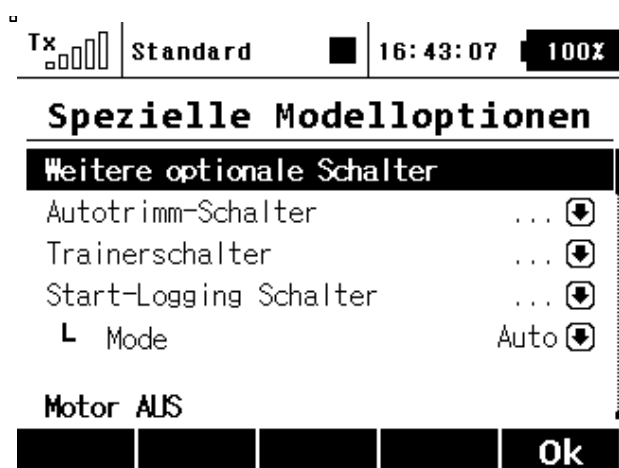 Tx Standard 16:43:07 100%
Spezielle Modelloptionen
Weitere optionale Schalter
Autotrimm-Schalter ...
Trainerschalter ...
Start-Logging Schalter ...
Mode Auto
Motor AUS
Ok